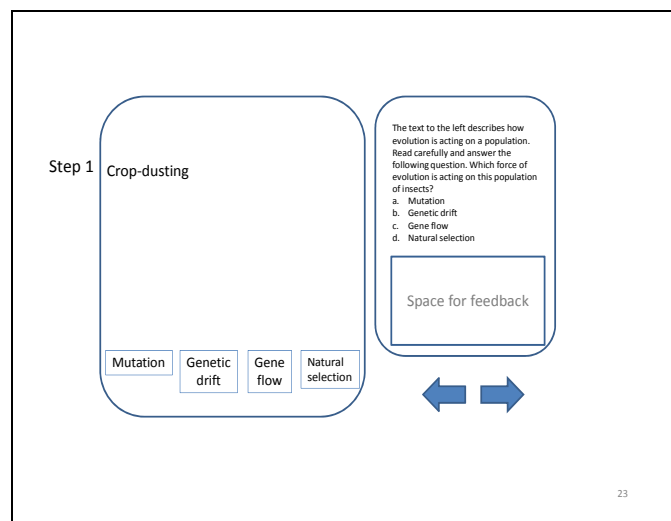 Step 1
Crop-dusting
Mutation
Genetic
drift
Gene
flow
Natural
selection
The text to the left describes how
evolution is acting on a population.
Read carefully and answer the
following question. Which force of
evolution is acting on this population
of insects?
a. Mutation
b. Genetic drift
c. Gene flow
d. Natural selection
Space for feedback
23